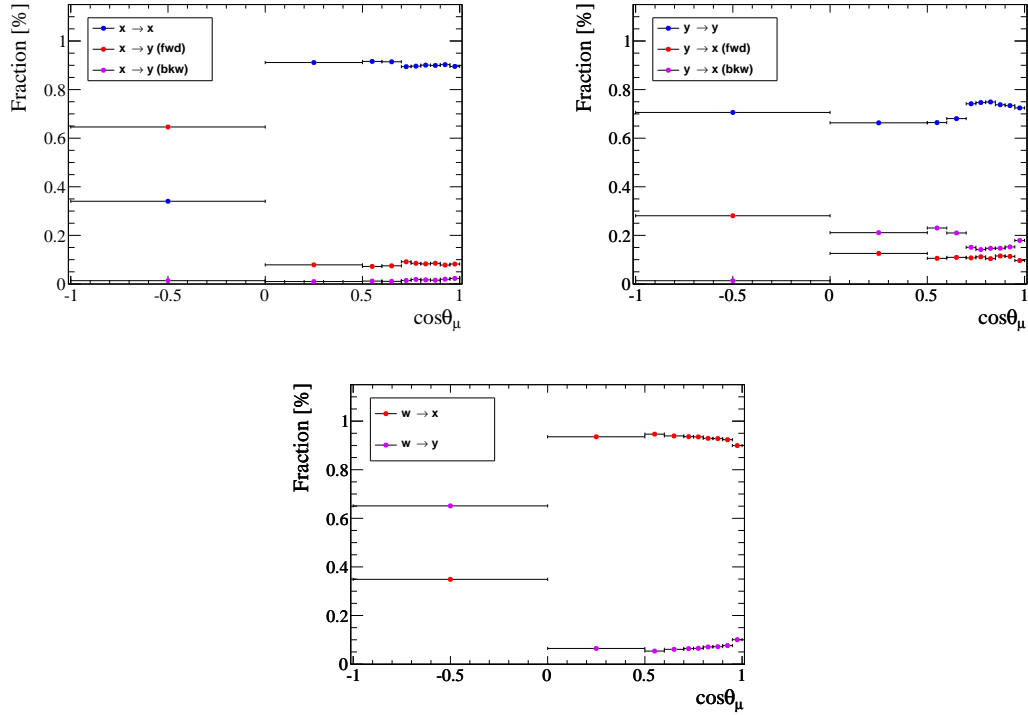 Fraction [%]
x → x
x → y (fwd)
x → y (bkw)
1
0.8
0.6
0.4
0.2
0
-1 -0.5 0 0.5 1
cosθμ
Fraction [%]
y → y
y → x (fwd)
y → x (bkw)
1
0.8
0.6
0.4
0.2
0
-1 -0.5 0 0.5 1
cosθμ
Fraction [%]
w → x
w → y
1
0.8
0.6
0.4
0.2
0
-1 -0.5 0 0.5 1
cosθμ